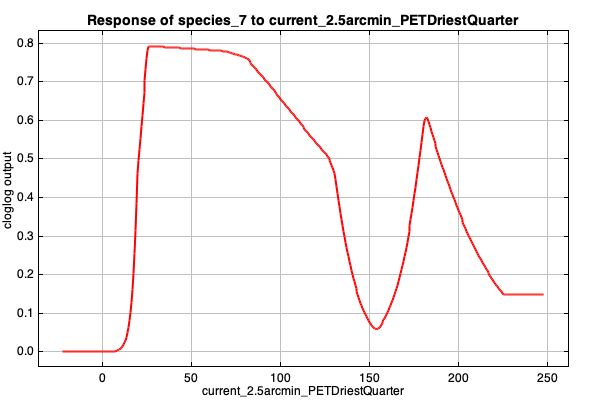 Response of species_7 to current_2.5arcmin_PETDriestQuarter
cloglog output
0.8
0.7
0.6
0.5
0.4
0.3
0.2
0.1
0.0
0 50 100 150 200 250
current_2.5arcmin_PETDriestQuarter